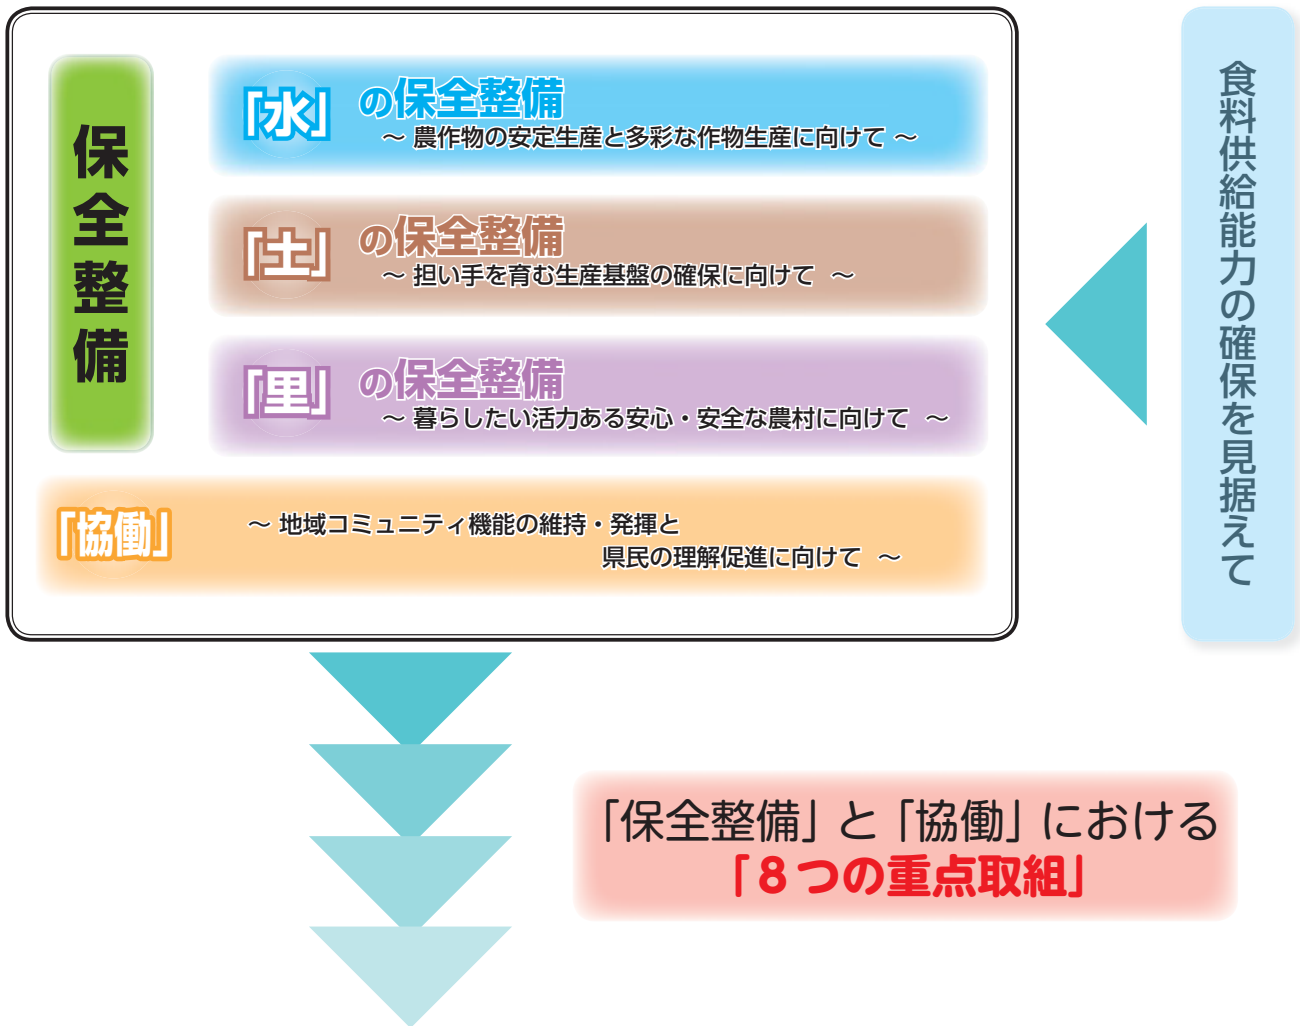 保全整備
「水」の保全整備
～ 農作物の安定生産と多彩な作物生産に向けて ～
「土」の保全整備
～ 担い手を育む生産基盤の確保に向けて ～
「里」の保全整備
～ 暮らしたい活力ある安心・安全な農村に向けて ～
「協働」
～ 地域コミュニティ機能の維持・発揮と
県民の理解促進に向けて ～
食料供給能力の確保を見据えて
「保全整備」と「協働」における
「８つの重点取組」